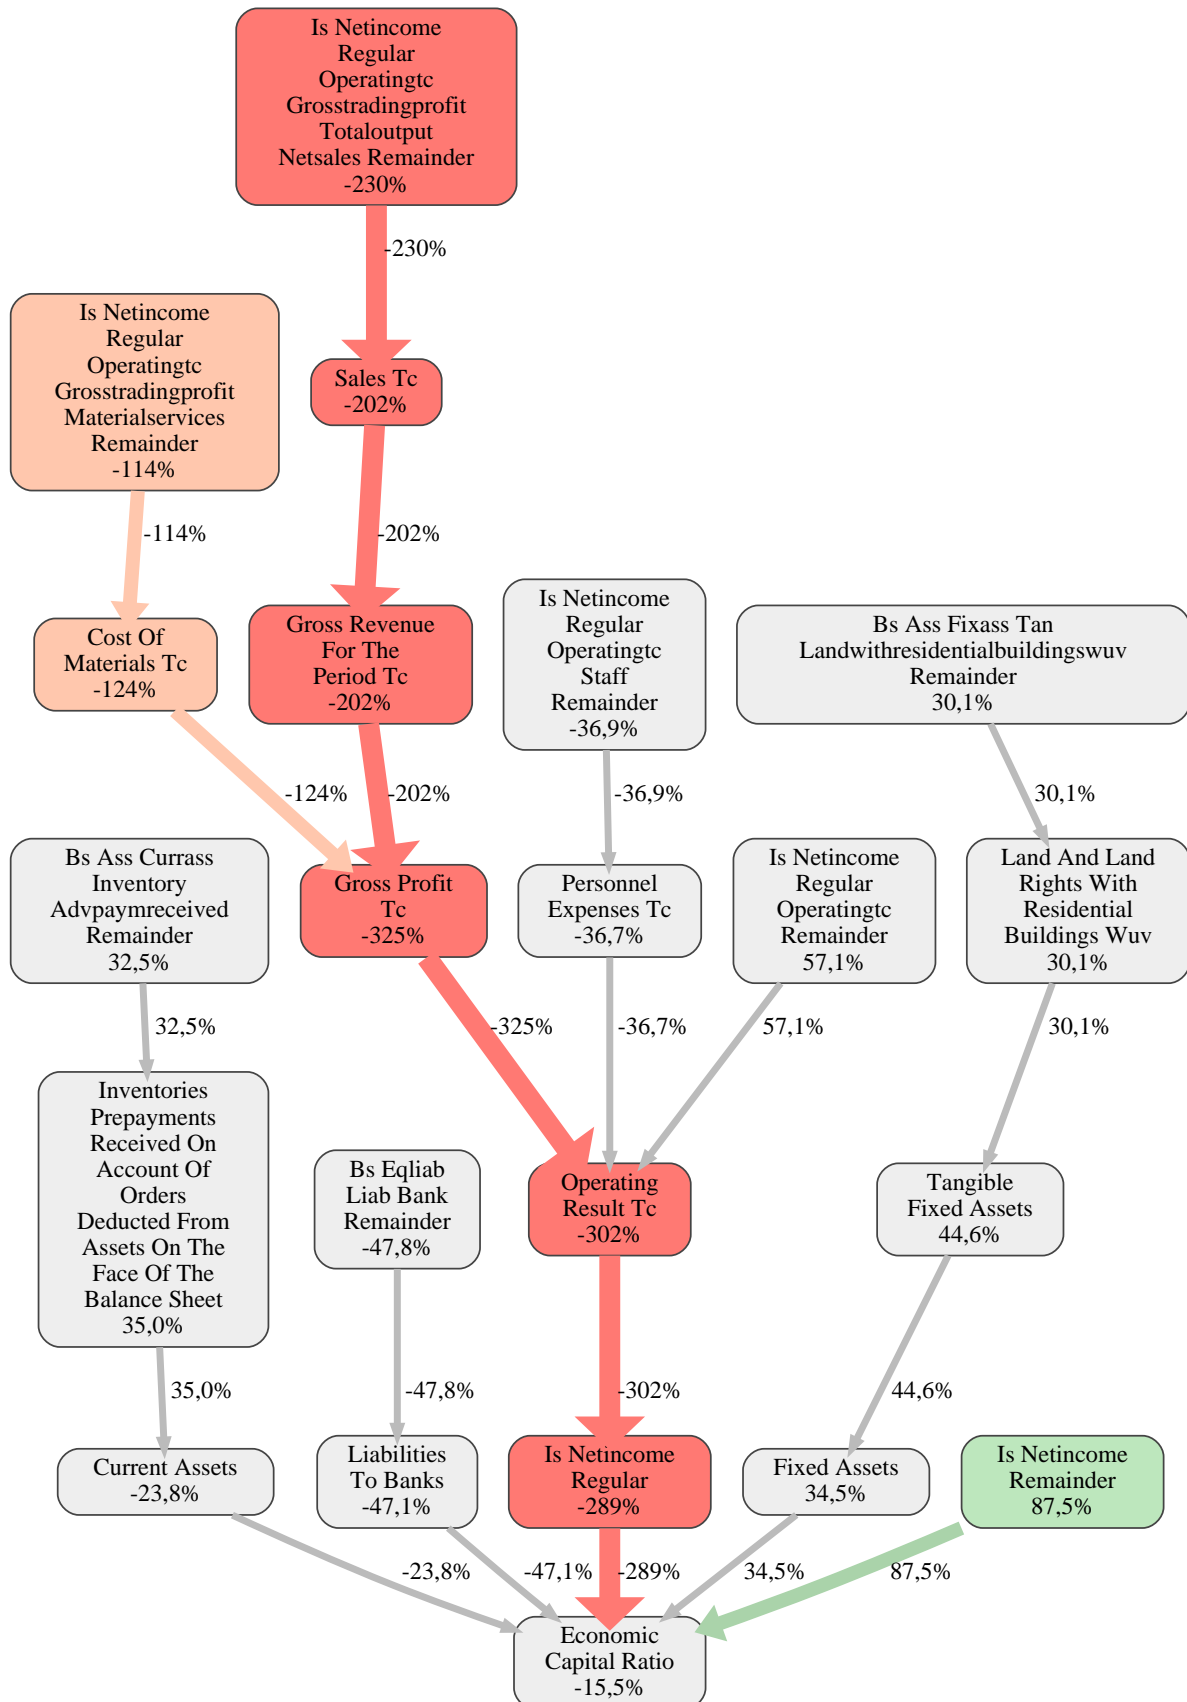 Is Netincome
Regular
Operatingtc
Grosstradingprofit
Totaloutput
Netsales Remainder
-230%
-230%
Is Netincome
Regular
Operatingtc
Grosstradingprofit
Materialservices
Remainder
-114%
Sales Tc
-202%
-114%
-202%
Cost Of
Materials Tc
-124%
Gross Revenue
For The
Period Tc
-202%
Is Netincome
Regular
Operatingtc
Staff
Remainder
-36,9%
Bs Ass Fixass Tan
Landwithresidentialbuildingswuv
Remainder
30,1%
-124%
-202%
-36,9%
30,1%
Bs Ass Currass
Inventory
Advpaymreceived
Remainder
32,5%
Gross Profit
Tc
-325%
Personnel
Expenses Tc
-36,7%
Is Netincome
Regular
Operatingtc
Remainder
57,1%
Land And Land
Rights With
Residential
Buildings Wuv
30,1%
32,5%
-325%
-36,7%
57,1%
30,1%
Inventories
Prepayments
Received On
Account Of
Orders
Deducted From
Assets On The
Face Of The
Balance Sheet
35,0%
Bs Eqliab
Liab Bank
Remainder
-47,8%
Operating
Result Tc
-302%
Tangible
Fixed Assets
44,6%
35,0%
-47,8%
-302%
44,6%
Current Assets
-23,8%
Liabilities
To Banks
-47,1%
Is Netincome
Regular
-289%
Fixed Assets
34,5%
Is Netincome
Remainder
87,5%
-23,8%
-47,1%
-289%
34,5%
87,5%
Economic
Capital Ratio
-15,5%